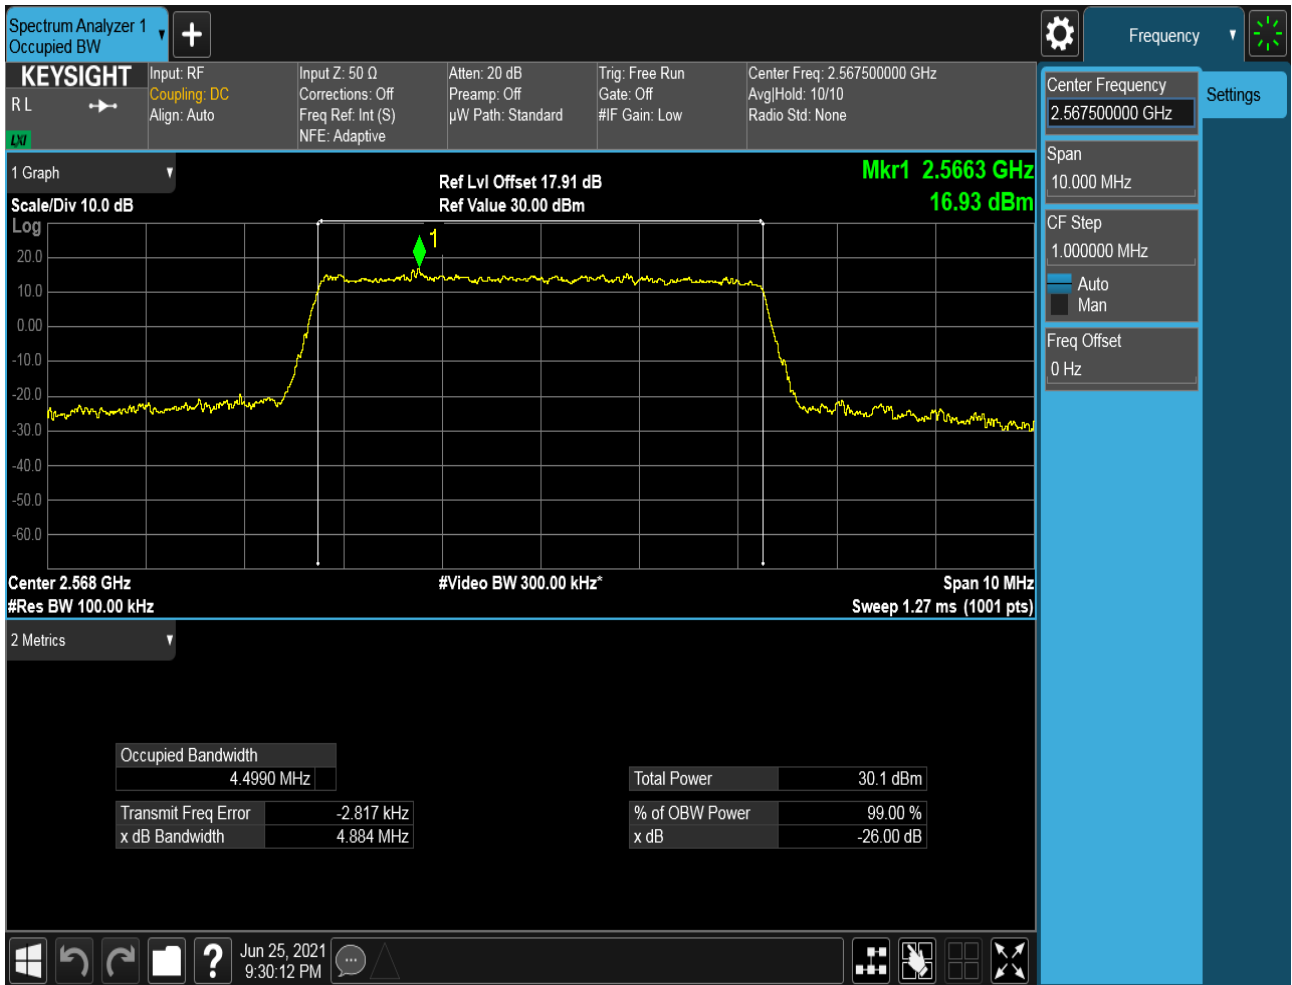 Spectrum Analyzer 1
Occupied BW
Frequency
KEYSIGHT
R L
LXI
Input: RF
Coupling: DC
Align: Auto
Input Z: 50 Ω
Corrections: Off
Freq Ref: Int (S)
NFE: Adaptive
Atten: 20 dB
Preamp: Off
µW Path: Standard
Trig: Free Run
Gate: Off
#IF Gain: Low
Center Freq: 2.567500000 GHz
Avg|Hold: 10/10
Radio Std: None
Center Frequency
2.567500000 GHz
Settings
Span
10.000 MHz
CF Step
1.000000 MHz
Auto
Man
Freq Offset
0 Hz
1 Graph
Ref Lvl Offset 17.91 dB
Mkr1 2.5663 GHz
Scale/Div 10.0 dB
Ref Value 30.00 dBm
16.93 dBm
Log
1
20.0
10.0
0.00
-10.0
-20.0
-30.0
-40.0
-50.0
-60.0
Center 2.568 GHz
#Video BW 300.00 kHz*
Span 10 MHz
#Res BW 100.00 kHz
Sweep 1.27 ms (1001 pts)
2 Metrics
Occupied Bandwidth
4.4990 MHz
Total Power 30.1 dBm
Transmit Freq Error -2.817 kHz
% of OBW Power 99.00 %
x dB Bandwidth 4.884 MHz
x dB -26.00 dB
Jun 25, 2021
9:30:12 PM